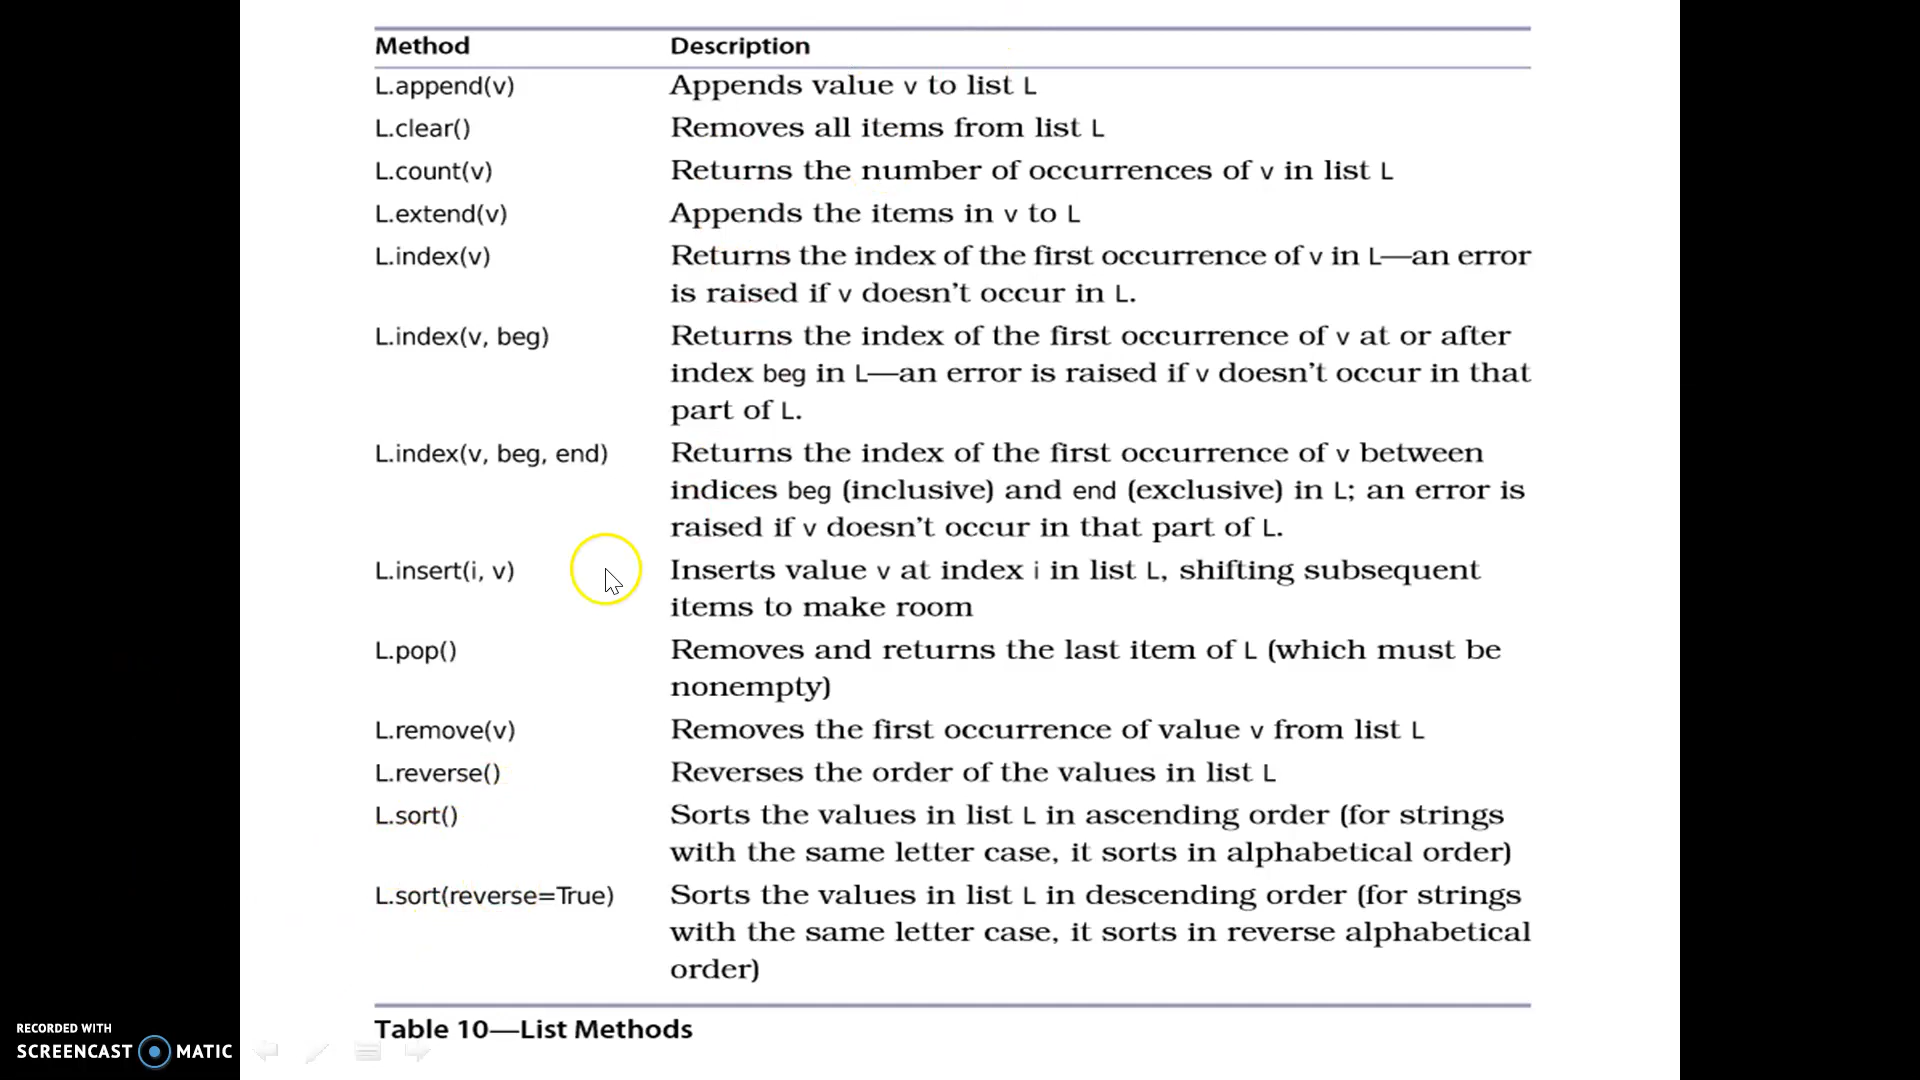 Method Description
L.append(v) Appends value v to list L
L.clear() Removes all items from list L
L.count(v) Returns the number of occurrences of v in list L
L.extend(v) Appends the items in v to L
L.index(v) Returns the index of the first occurrence of v in L—an error
is raised if v doesn't occur in L.
L.index(v, beg) Returns the index of the first occurrence of v at or after
index beg in L—an error is raised if v doesn't occur in that
part of L.
L.index(v, beg, end) Returns the index of the first occurrence of v between
indices beg (inclusive) and end (exclusive) in L; an error is
raised if v doesn't occur in that part of L.
L.insert(i, v) Inserts value v at index i in list L, shifting subsequent
items to make room
L.pop() Removes and returns the last item of L (which must be
nonempty)
L.remove(v) Removes the first occurrence of value v from list L
L.reverse() Reverses the order of the values in list L
L.sort() Sorts the values in list L in ascending order (for strings
with the same letter case, it sorts in alphabetical order)
L.sort(reverse=True) Sorts the values in list L in descending order (for strings
with the same letter case, it sorts in reverse alphabetical
order)
Table 10—List Methods
RECORDED WITH
SCREENCAST MATIC